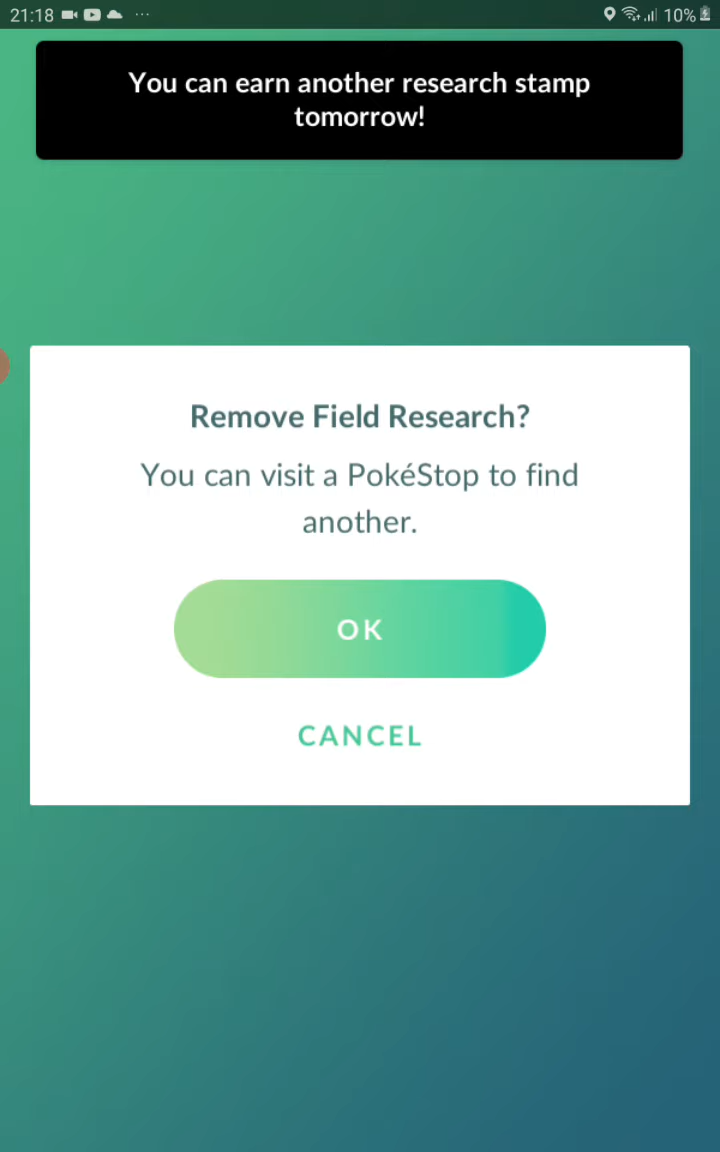 21:18
10%
You can earn another research stamp
tomorrow!
Remove Field Research?
You can visit a PokéStop to find
another.
OK
CANCEL